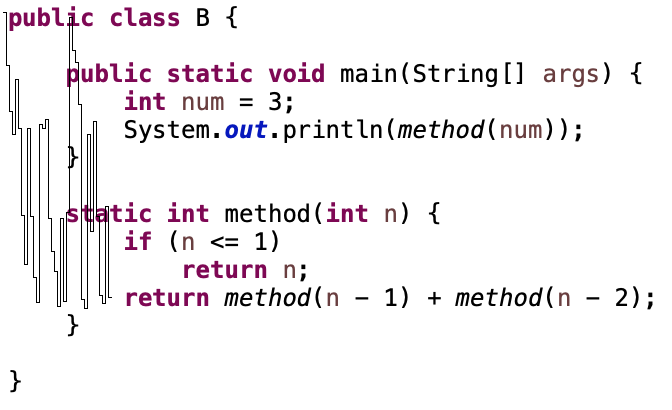 public class B {
public static void main(String[] args) {
int num = 3;
System.out.println(method(num));
}
static int method(int n) {
if (n <= 1)
return n;
return method(n - 1) + method(n - 2);
}
}